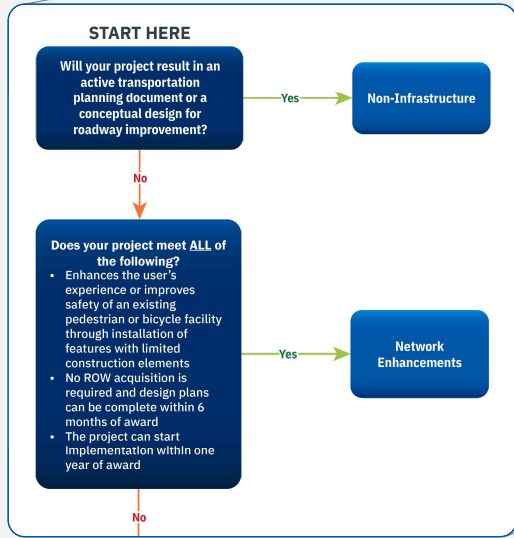 START HERE
Will your project result in an
active transportation
planning document or a
conceptual design for
roadway improvement?
Yes
Non-Infrastructure
No
Does your project meet ALL of
the following?
• Enhances the user's
experience or improves
safety of an existing
pedestrian or bicycle facility
through installation of
features with limited
construction elements
• No ROW acquisition is
required and design plans
can be complete within 6
months of award
• The project can start
Implementation within one
year of award
Yes
Network
Enhancements
No